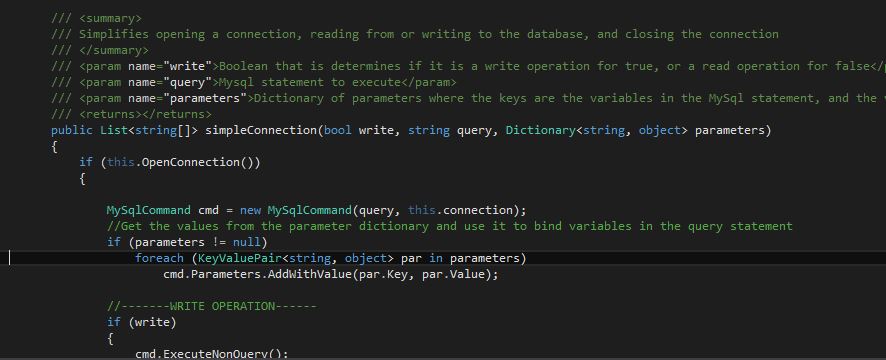 /// <summary>
/// Simplifies opening a connection, reading from or writing to the database, and closing the connection
/// </summary>
/// <param name="write">Boolean that is determines if it is a write operation for true, or a read operation for false</
/// <param name="query">Mysql statement to execute</param>
/// <param name="parameters">Dictionary of parameters where the keys are the variables in the MySql statement, and the
/// <returns></returns>
public List<string[]> simpleConnection(bool write, string query, Dictionary<string, object> parameters)
{
if (this.OpenConnection())
{
MySqlCommand cmd = new MySqlCommand(query, this.connection);
//Get the values from the parameter dictionary and use it to bind variables in the query statement
if (parameters != null)
foreach (KeyValuePair<string, object> par in parameters)
cmd.Parameters.AddWithValue(par.Key, par.Value);
//-------WRITE OPERATION------
if (write)
{
cmd.ExecuteNonQuery();